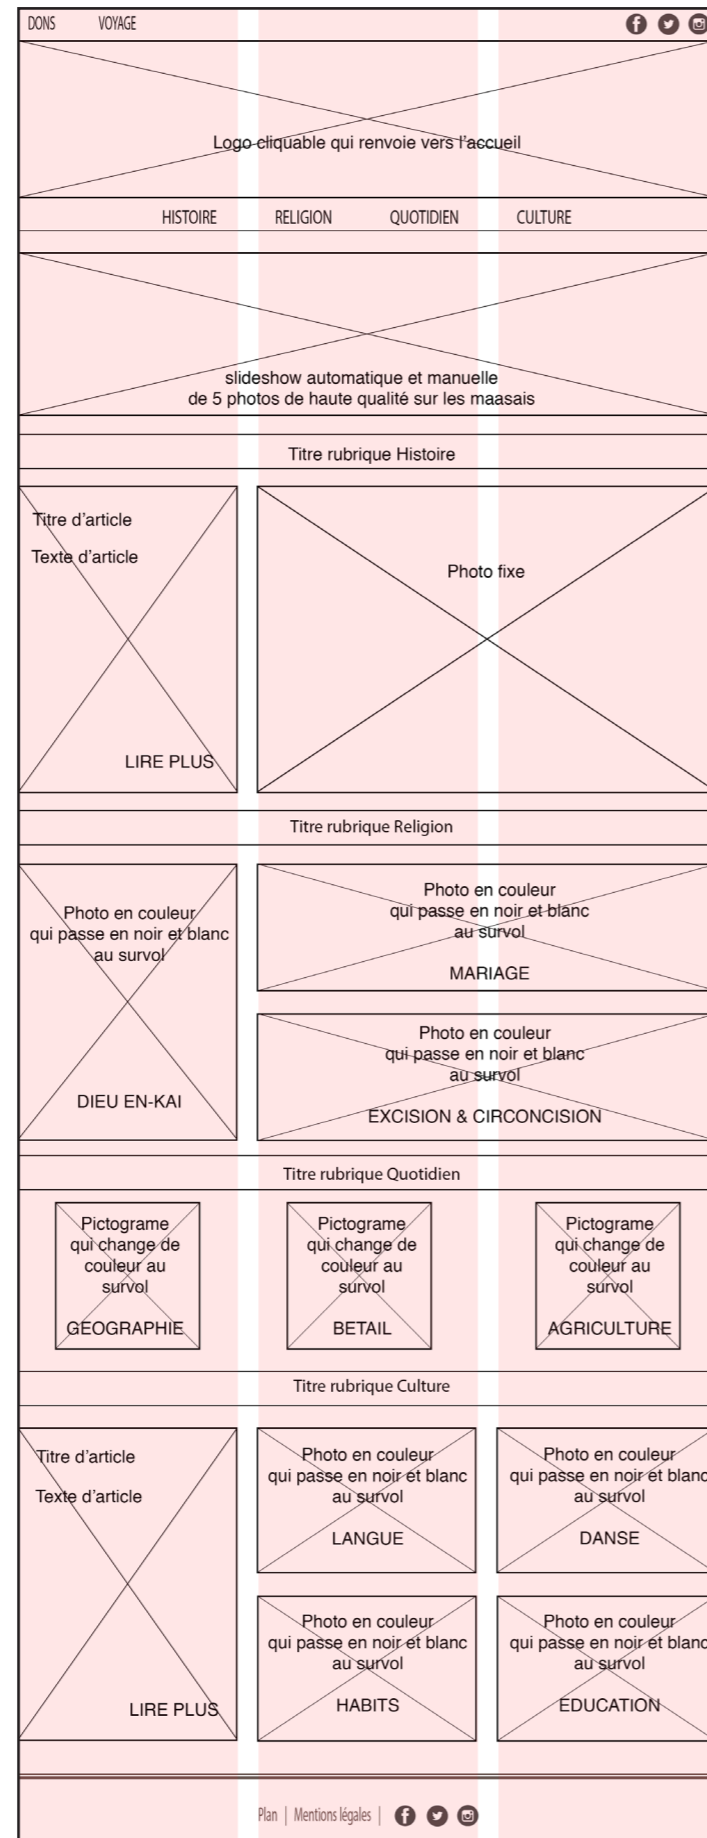 DONS VOYAGE
Logo cliquable qui renvoie vers l'accueil
HISTOIRE RELIGION QUOTIDIEN CULTURE
slideshow automatique et manuelle
de 5 photos de haute qualité sur les maasais
Titre rubrique Histoire
Titre d'article
Texte d'article
LIRE PLUS
Photo fixe
Titre rubrique Religion
Photo en couleur
qui passe en noir et blanc
au survol
DIEU EN-KAI
Photo en couleur
qui passe en noir et blanc
au survol
MARIAGE
Photo en couleur
qui passe en noir et blanc
au survol
EXCISION & CIRCONCISION
Titre rubrique Quotidien
Pictograme
qui change de
couleur au
survol
GEOGRAPHIE
Pictograme
qui change de
couleur au
survol
BETAIL
Pictograme
qui change de
couleur au
survol
AGRICULTURE
Titre rubrique Culture
Titre d'article
Texte d'article
LIRE PLUS
Photo en couleur
qui passe en noir et blanc
au survol
LANGUE
Photo en couleur
qui passe en noir et blanc
au survol
DANSE
Photo en couleur
qui passe en noir et blanc
au survol
HABITS
Photo en couleur
qui passe en noir et blanc
au survol
EDUCATION
Plan | Mentions légales |